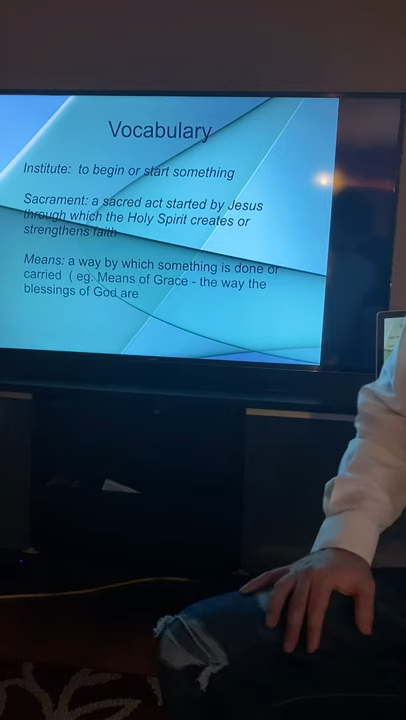 Vocabulary
Institute: to begin or start something
Sacrament: a sacred act started by Jesus
through which the Holy Spirit creates or
strengthens faith
Means: a way by which something is done or
carried ( eg. Means of Grace - the way the
blessings of God are